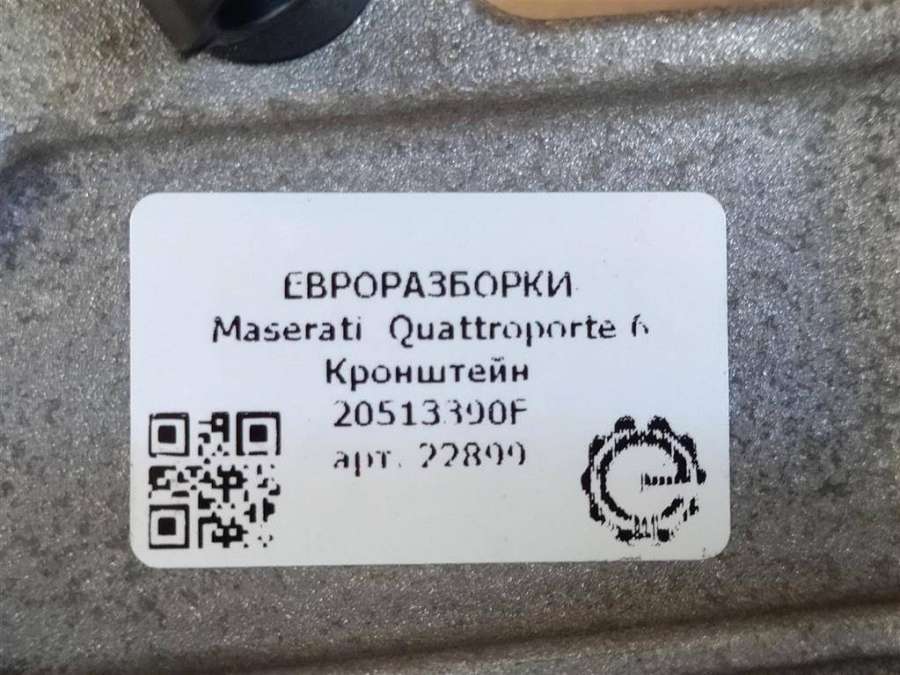 ЕВРОРАЗБОРКИ
Maserati Quattroporte 6
Кронштейн
20513390F
арт. 22899